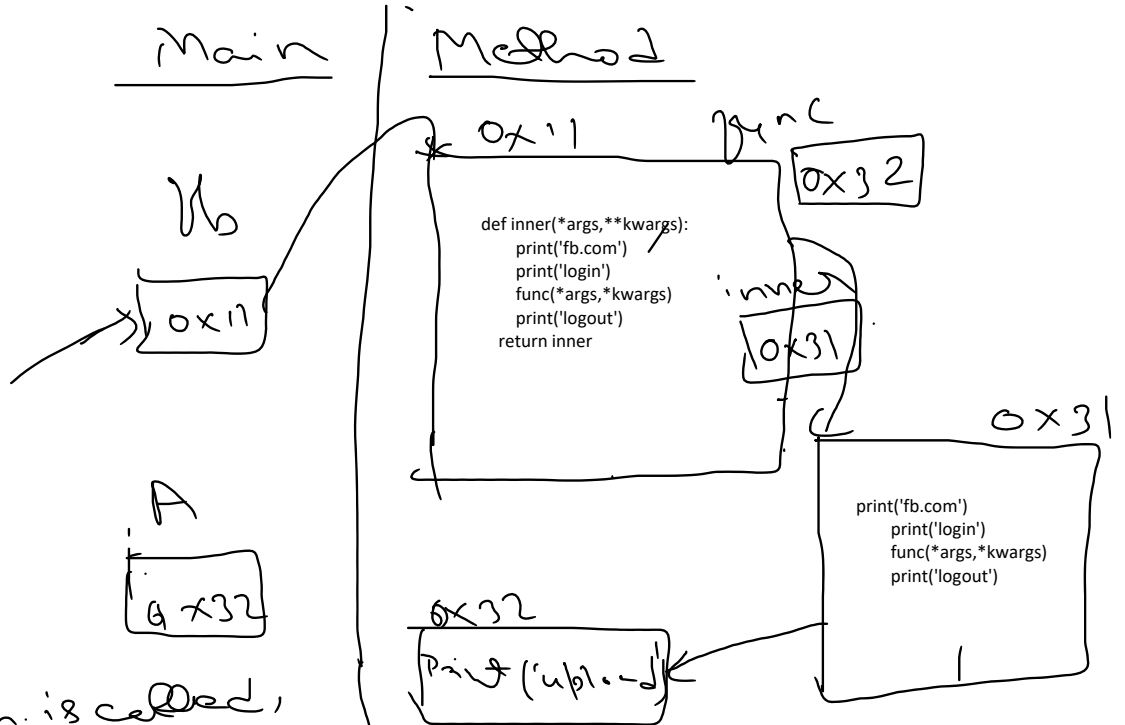 Main
Method
0x11
func
0x32
fb
0x11
def inner(*args,**kwargs):
print('fb.com')
print('login')
func(*args,*kwargs)
print('logout')
return inner
inner
0x31
0x31
print('fb.com')
print('login')
func(*args,*kwargs)
print('logout')
A
0x32
0x32
Print('upload')
is called,